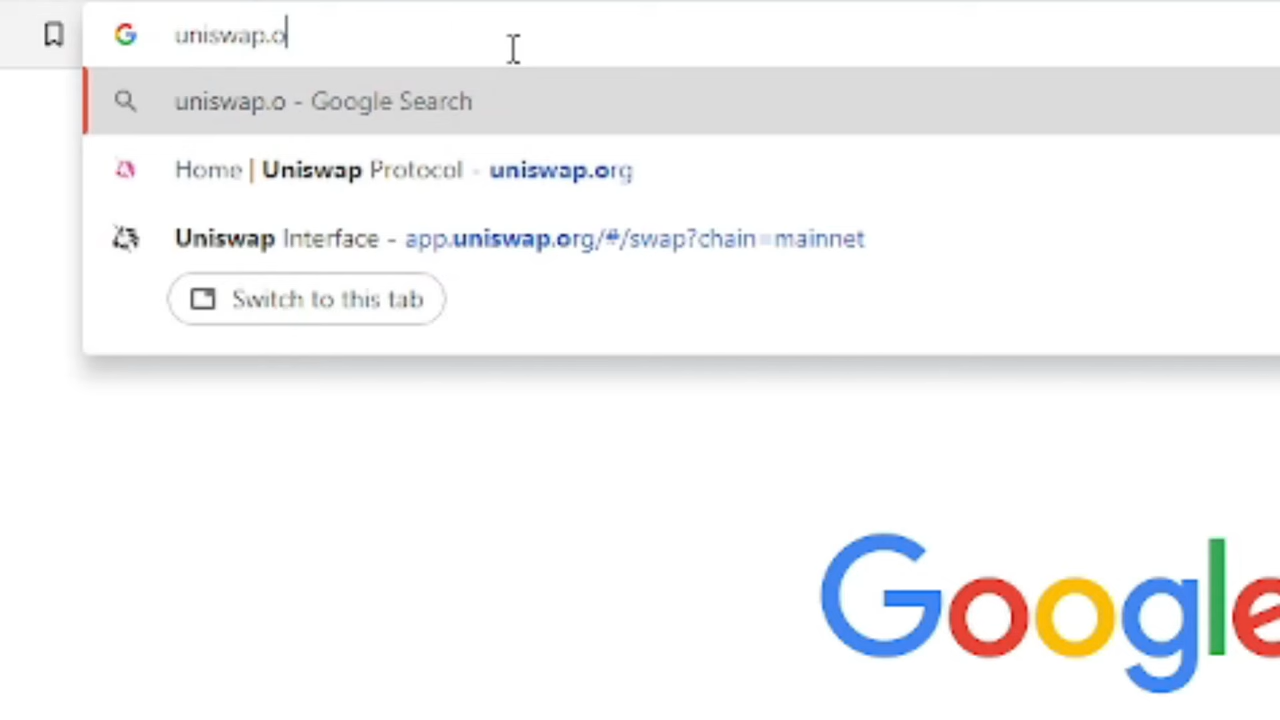 uniswap.o
uniswap.o - Google Search
Home | Uniswap Protocol - uniswap.org
Uniswap Interface - app.uniswap.org/#/swap?chain=mainnet
Switch to this tab
Google